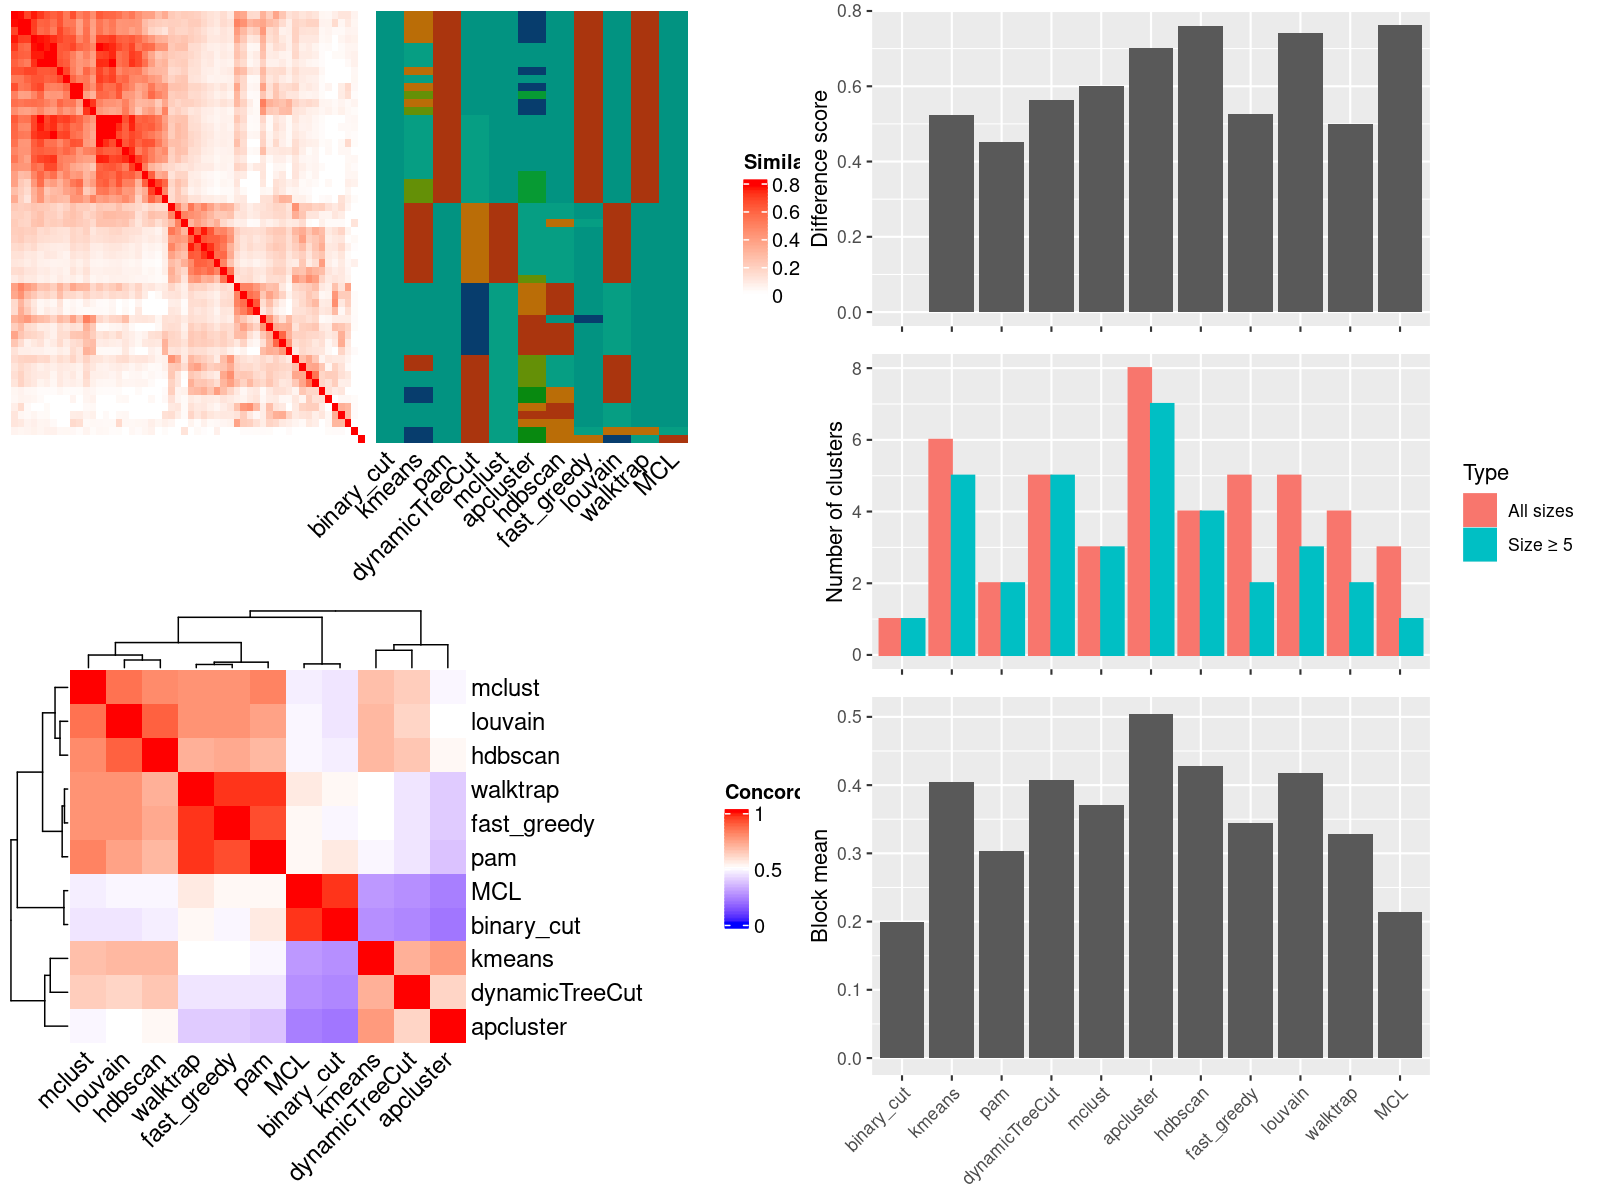 Simila
0.8
0.6
0.4
0.2
0
binary_cut
kmeans
pam
dynamicTreeCut
mclust
apcluster
hdbscan
fast_greedy
louvain
walktrap
MCL
mclust
louvain
hdbscan
walktrap
fast_greedy
pam
MCL
binary_cut
kmeans
dynamicTreeCut
apcluster
mclust
louvain
hdbscan
walktrap
fast_greedy
pam
MCL
binary_cut
kmeans
dynamicTreeCut
apcluster
Concord
1
0.5
0
Difference score
0.8
0.6
0.4
0.2
0.0
Number of clusters
8
6
4
2
0
Type
All sizes
Size ≥ 5
Block mean
0.5
0.4
0.3
0.2
0.1
0.0
binary_cut
kmeans
pam
dynamicTreeCut
mclust
apcluster
hdbscan
fast_greedy
louvain
walktrap
MCL